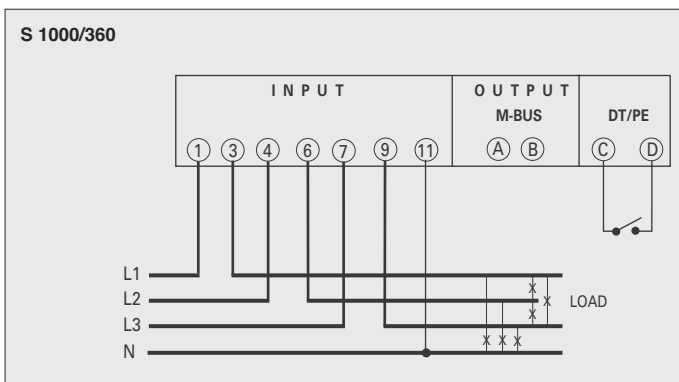 S 1000/360
INPUT
OUTPUT
M-BUS
DT/PE
1 3 4 6 7 9 11
A B
C D
L1
L2
LOAD
L3
N